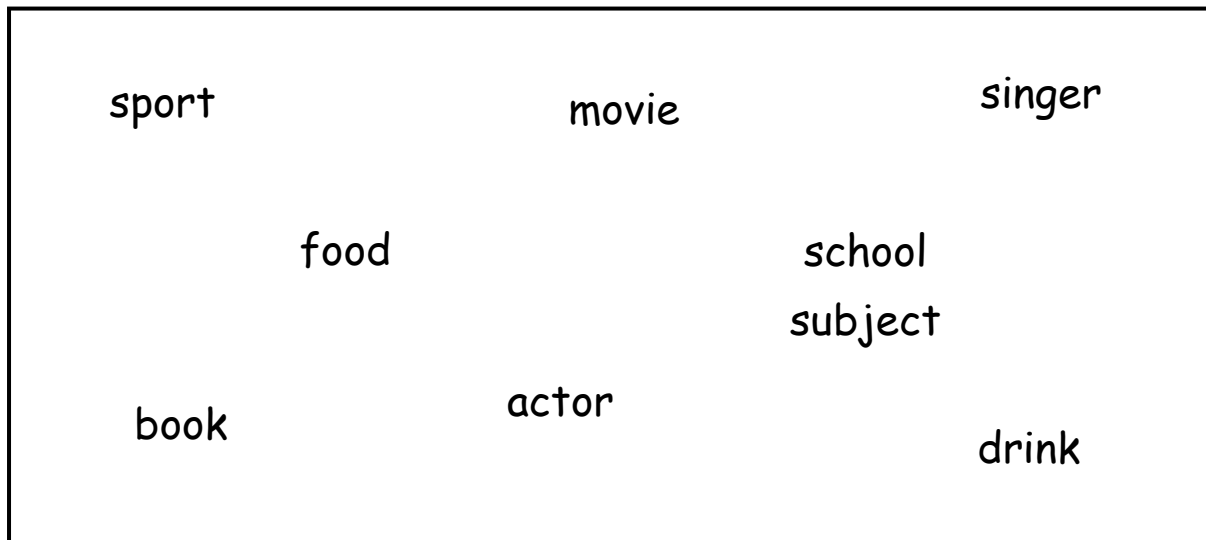 sport
movie
singer
food
school
subject
book
actor
drink